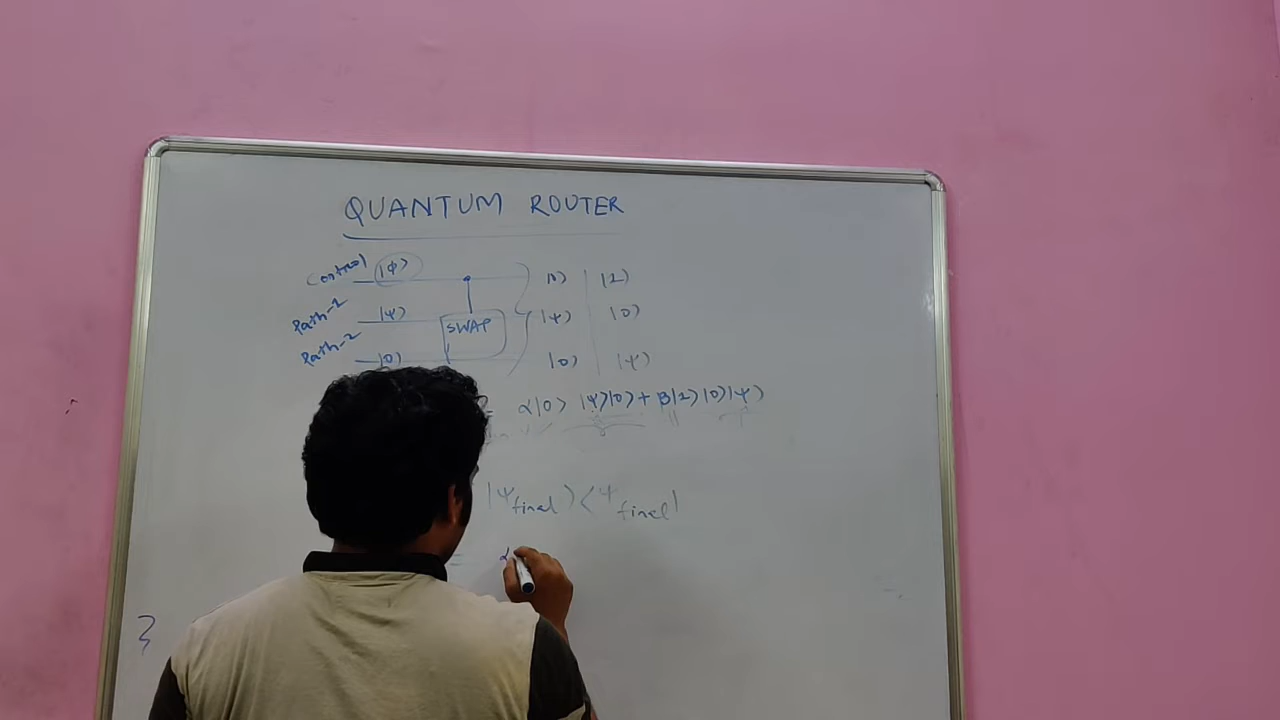 QUANTUM ROUTER
Control |ϕ⟩ |1⟩ |2⟩
Path-1 |ψ⟩ SWAP |ψ⟩ |0⟩
Path-2 |0⟩ |0⟩ |ψ⟩
α|0⟩ |ψ⟩|0⟩ + β|2⟩|0⟩|ψ⟩
|ψfinal⟩⟨ψfinal|
= α
}